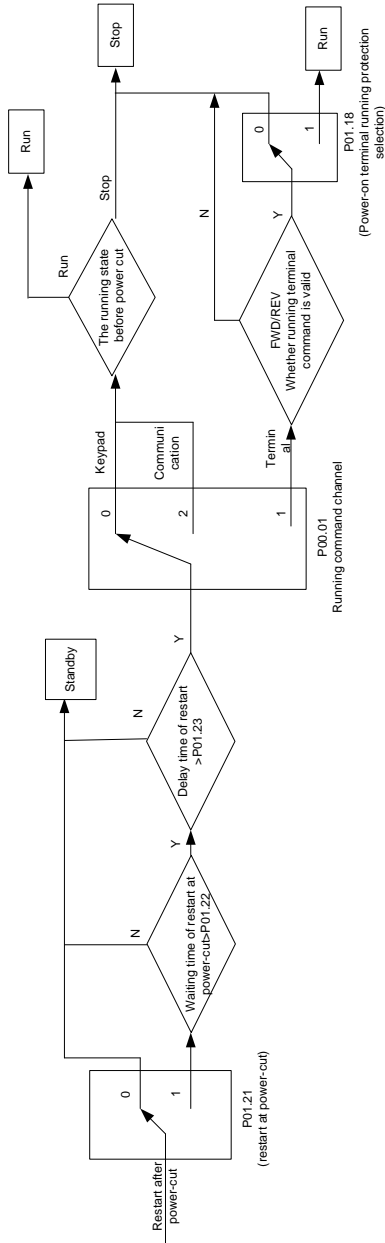 Restart after
power-cut
0
1
P01.21
(restart at power-cut)
Waiting time of restart at
power-cut>P01.22
N
Y
Delay time of restart
>P01.23
N
Y
Standby
0
2
1
P00.01
Running command channel
Keypad
Communi
cation
Termin
al
The running state
before power cut
Run
Run
Stop
Stop
FWD/REV
Whether running terminal
command is valid
N
Y
0
1
P01.18
(Power-on terminal running protection
selection)
Run